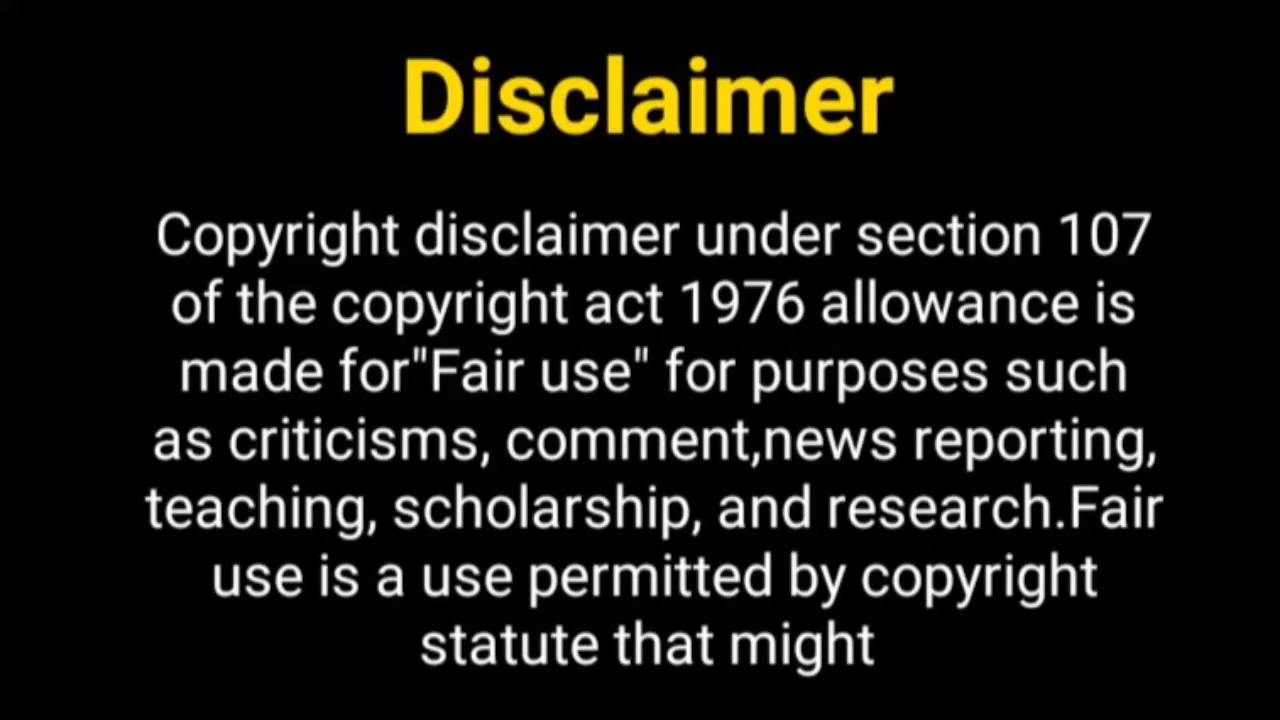 Disclaimer
Copyright disclaimer under section 107
of the copyright act 1976 allowance is
made for"Fair use" for purposes such
as criticisms, comment,news reporting,
teaching, scholarship, and research.Fair
use is a use permitted by copyright
statute that might